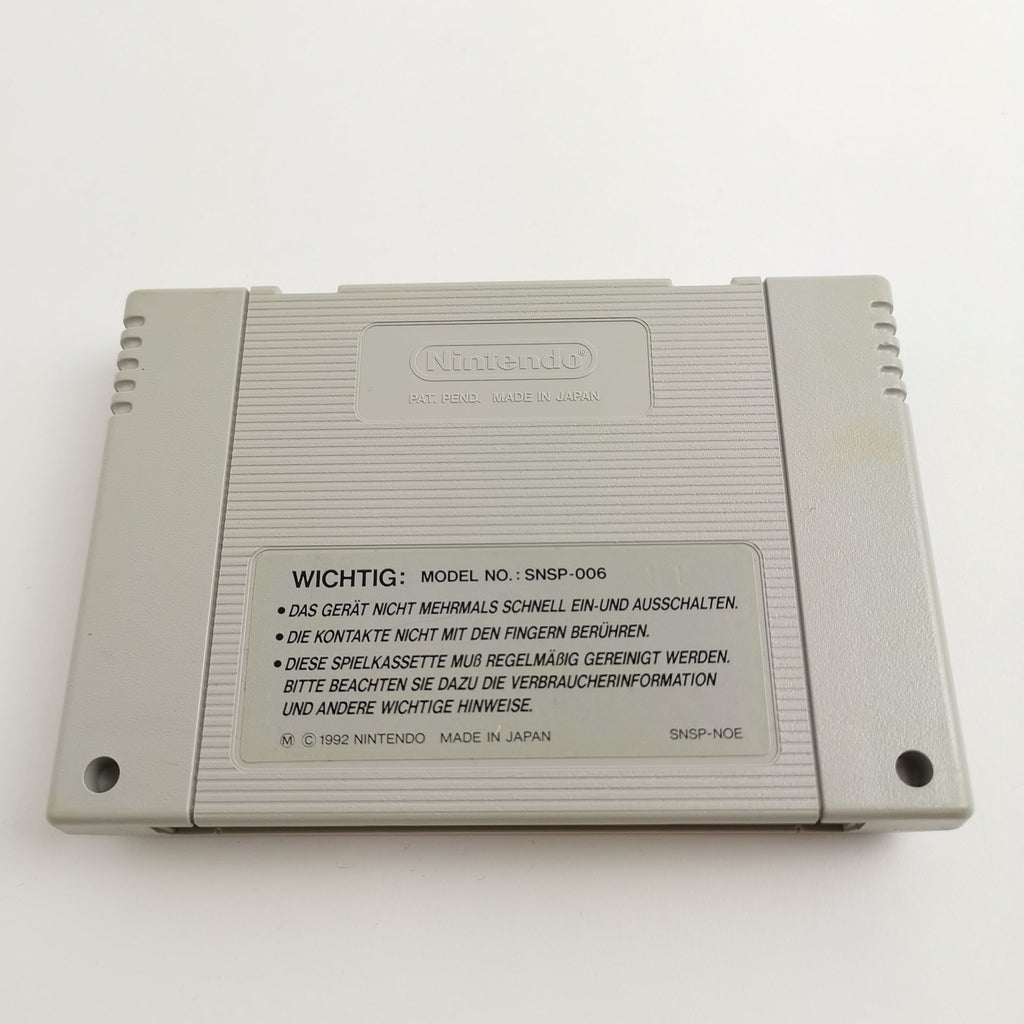 Nintendo®
PAT. PEND. MADE IN JAPAN
WICHTIG: MODEL NO.: SNSP-006
• DAS GERÄT NICHT MEHRMALS SCHNELL EIN-UND AUSSCHALTEN.
• DIE KONTAKTE NICHT MIT DEN FINGERN BERÜHREN.
• DIESE SPIELKASSETTE MUß REGELMÄßIG GEREINIGT WERDEN.
BITTE BEACHTEN SIE DAZU DIE VERBRAUCHERINFORMATION
UND ANDERE WICHTIGE HINWEISE.
Ⓜ © 1992 NINTENDO MADE IN JAPAN SNSP-NOE